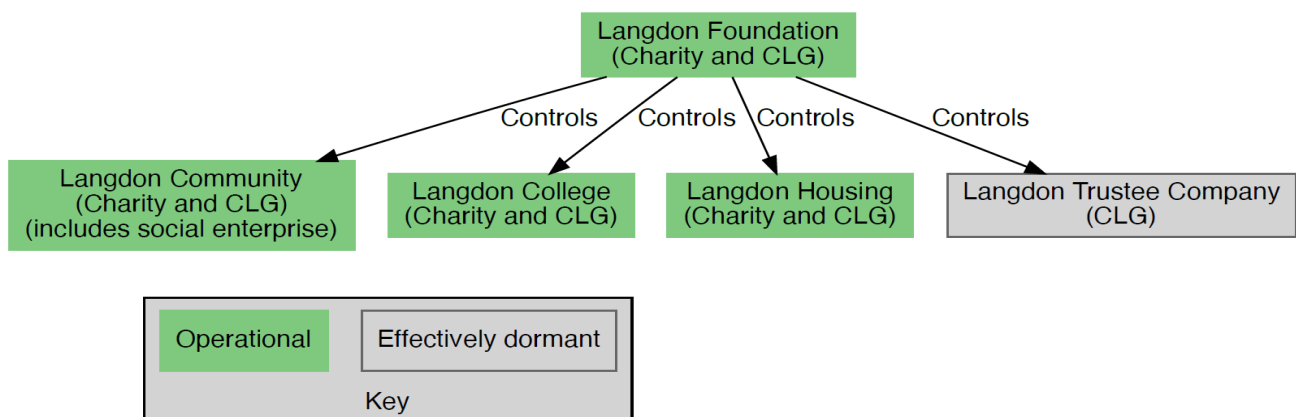 Langdon Foundation
(Charity and CLG)
Controls
Controls
Controls
Controls
Langdon Community
(Charity and CLG)
(includes social enterprise)
Langdon College
(Charity and CLG)
Langdon Housing
(Charity and CLG)
Langdon Trustee Company
(CLG)
Operational
Effectively dormant
Key